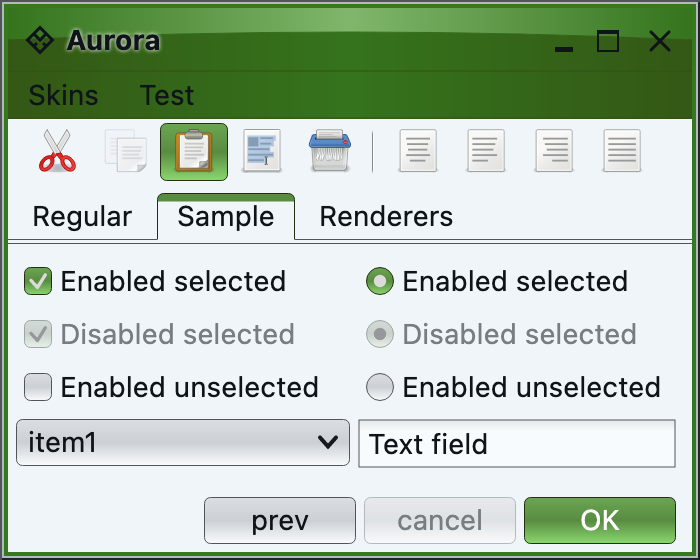 Aurora
Skins Test
Regular Sample Renderers
Enabled selected Enabled selected
Disabled selected Disabled selected
Enabled unselected Enabled unselected
item1 Text field
prev cancel OK